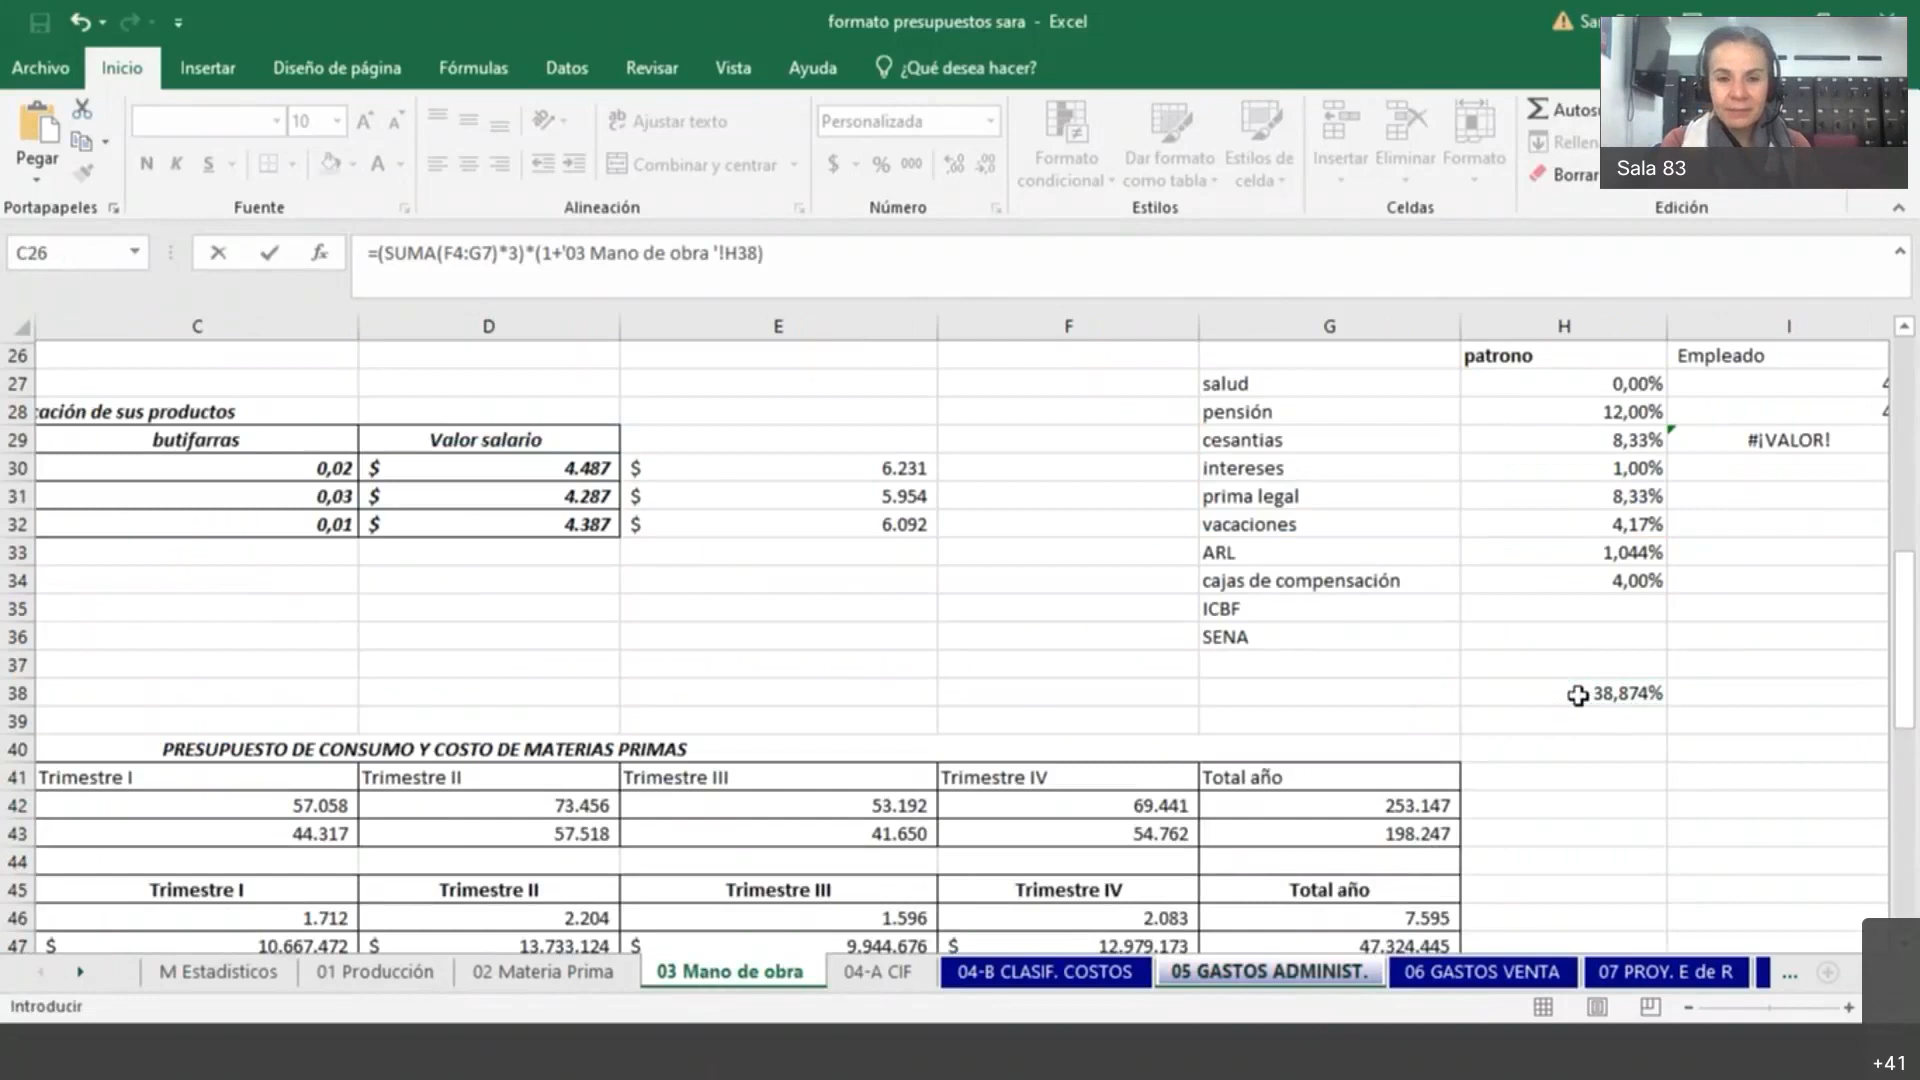 formato presupuestos sara - Excel
Archivo Inicio Insertar Diseño de página Fórmulas Datos Revisar Vista Ayuda ¿Qué desea hacer?
Pegar
10
Ajustar texto
Personalizada
N K S
Combinar y centrar
$ % 000
Formato condicional
Dar formato como tabla
Estilos de celda
Insertar Eliminar Formato
Borrar
Portapapeles Fuente Alineación Número Estilos Celdas Edición
Sala 83
C26 fx =(SUMA(F4:G7)*3)*(1+'03 Mano de obra '!H38)
C D E F G H I
26 patrono Empleado
27 salud 0,00%
28 ación de sus productos pensión 12,00%
29 butifarras Valor salario cesantias 8,33% #¡VALOR!
30 0,02 $ 4.487 $ 6.231 intereses 1,00%
31 0,03 $ 4.287 $ 5.954 prima legal 8,33%
32 0,01 $ 4.387 $ 6.092 vacaciones 4,17%
33 ARL 1,044%
34 cajas de compensación 4,00%
35 ICBF
36 SENA
37
38 38,874%
39
40 PRESUPUESTO DE CONSUMO Y COSTO DE MATERIAS PRIMAS
41 Trimestre I Trimestre II Trimestre III Trimestre IV Total año
42 57.058 73.456 53.192 69.441 253.147
43 44.317 57.518 41.650 54.762 198.247
44
45 Trimestre I Trimestre II Trimestre III Trimestre IV Total año
46 1.712 2.204 1.596 2.083 7.595
47 $ 10.667.472 $ 13.733.124 $ 9.944.676 $ 12.979.173 47.324.445
M Estadisticos 01 Producción 02 Materia Prima 03 Mano de obra 04-A CIF 04-B CLASIF. COSTOS 05 GASTOS ADMINIST. 06 GASTOS VENTA 07 PROY. E de R ...
Introducir
+41